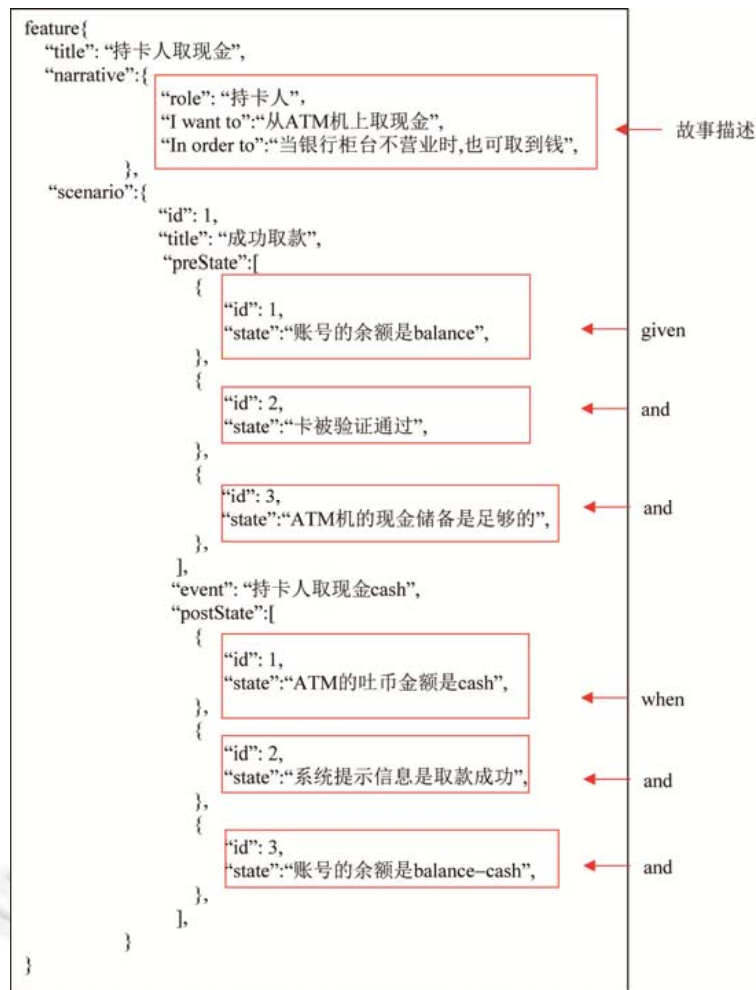 feature{
“title”: “持卡人取现金”,
“narrative”:{
“role”: “持卡人”,
“I want to”:“从ATM机上取现金”,
“In order to”:“当银行柜台不营业时,也可取到钱”,
故事描述
},
“scenario”:{
“id”: 1,
“title”: “成功取款”,
“preState”:[
{
“id”: 1,
“state”:“账号的余额是balance”,
given
},
{
“id”: 2,
“state”:“卡被验证通过”,
and
},
{
“id”: 3,
“state”:“ATM机的现金储备是足够的”,
and
},
],
“event”: “持卡人取现金cash”,
“postState”:[
{
“id”: 1,
“state”:“ATM的吐币金额是cash”,
when
},
{
“id”: 2,
“state”:“系统提示信息是取款成功”,
and
},
{
“id”: 3,
“state”:“账号的余额是balance–cash”,
and
},
],
}
}